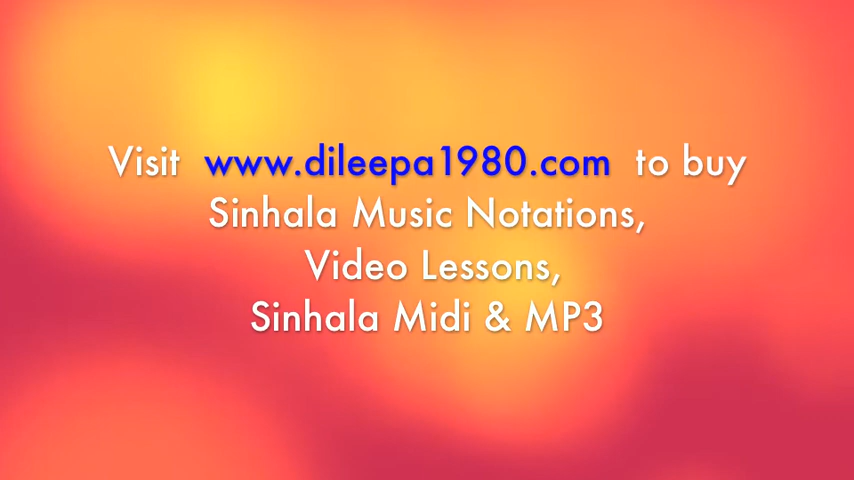 Visit www.dileepa1980.com to buy
Sinhala Music Notations,
Video Lessons,
Sinhala Midi & MP3